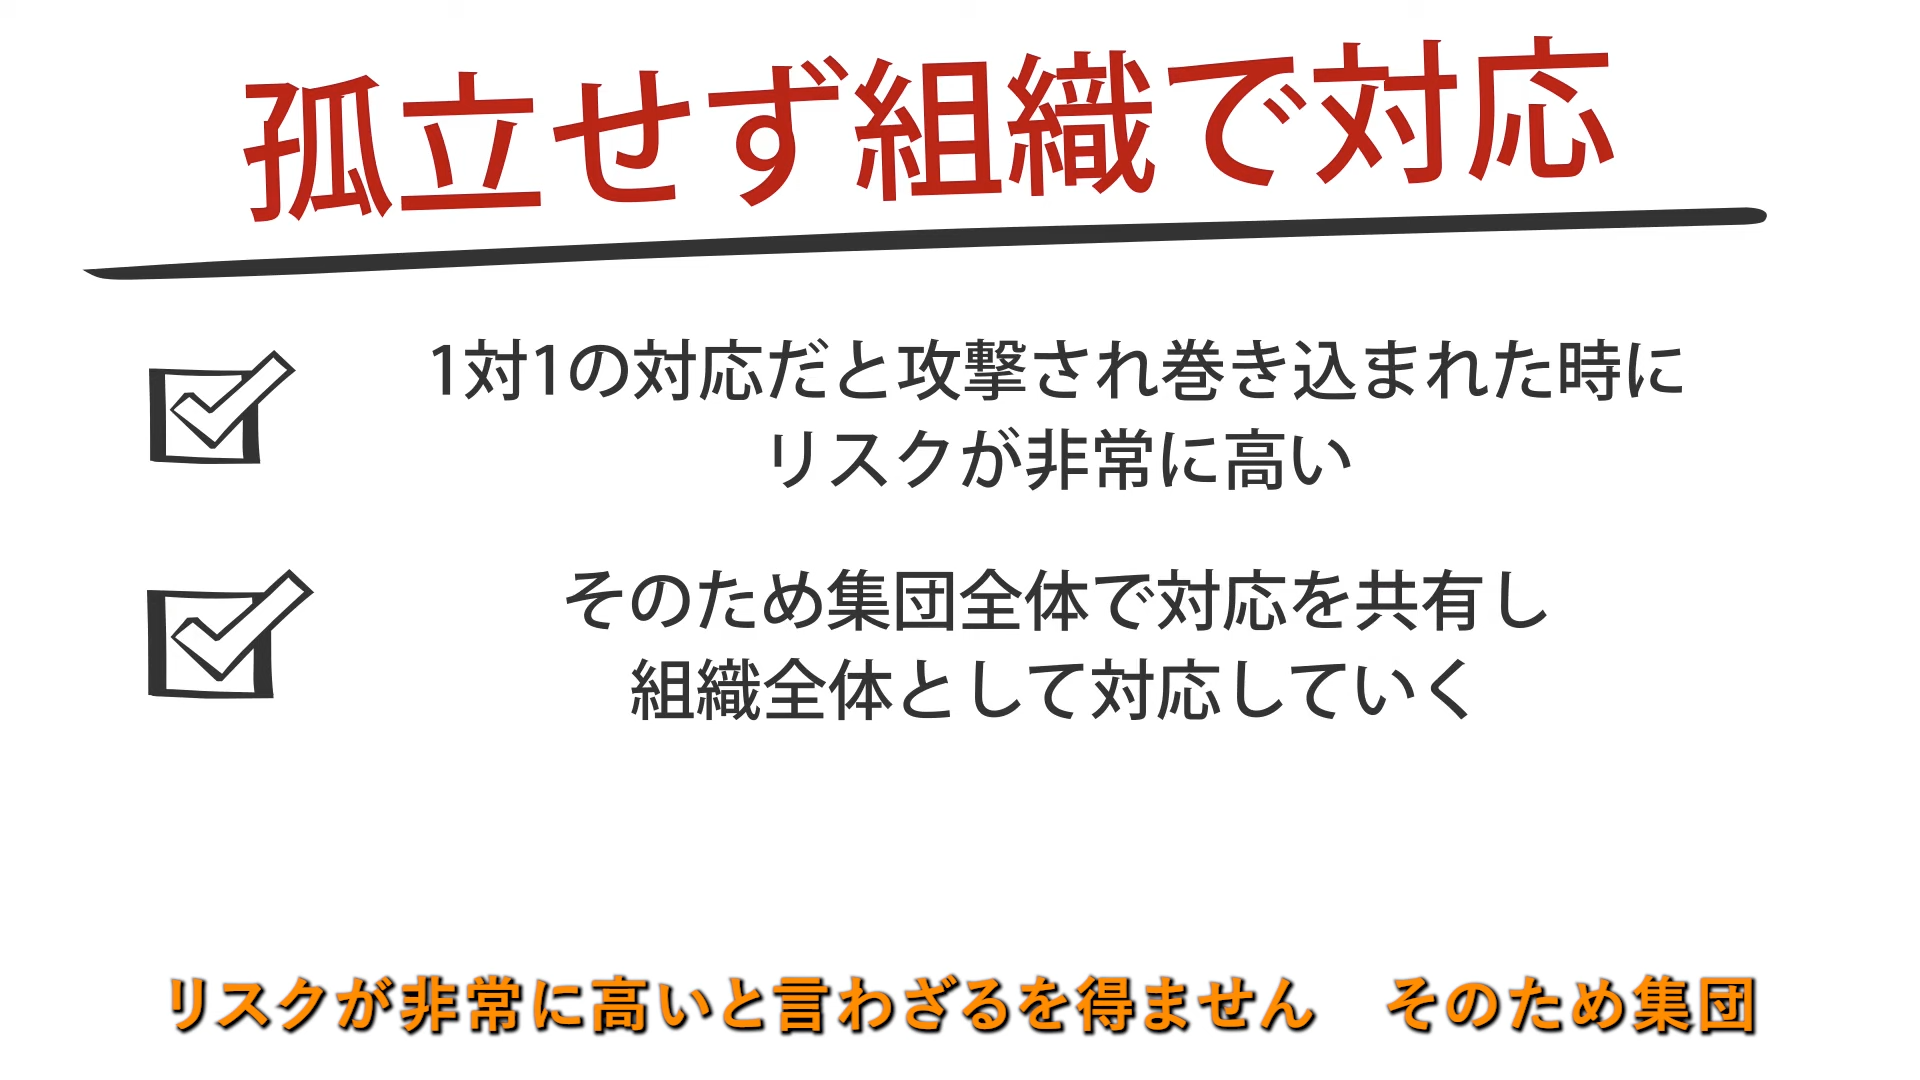 孤立せず組織で対応
1対1の対応だと攻撃され巻き込まれた時に
リスクが非常に高い
そのため集団全体で対応を共有し
組織全体として対応していく
リスクが非常に高いと言わざるを得ません　そのため集団